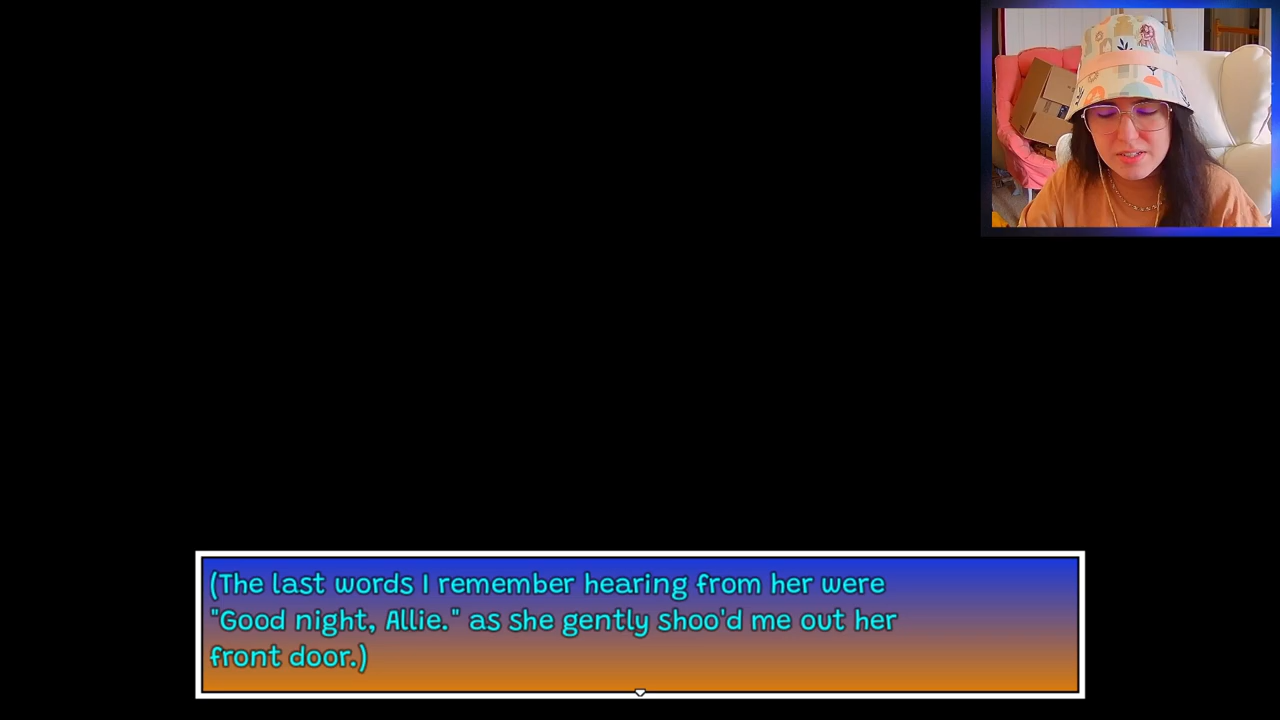 (The last words I remember hearing from her were
"Good night, Allie." as she gently shoo'd me out her
front door.)